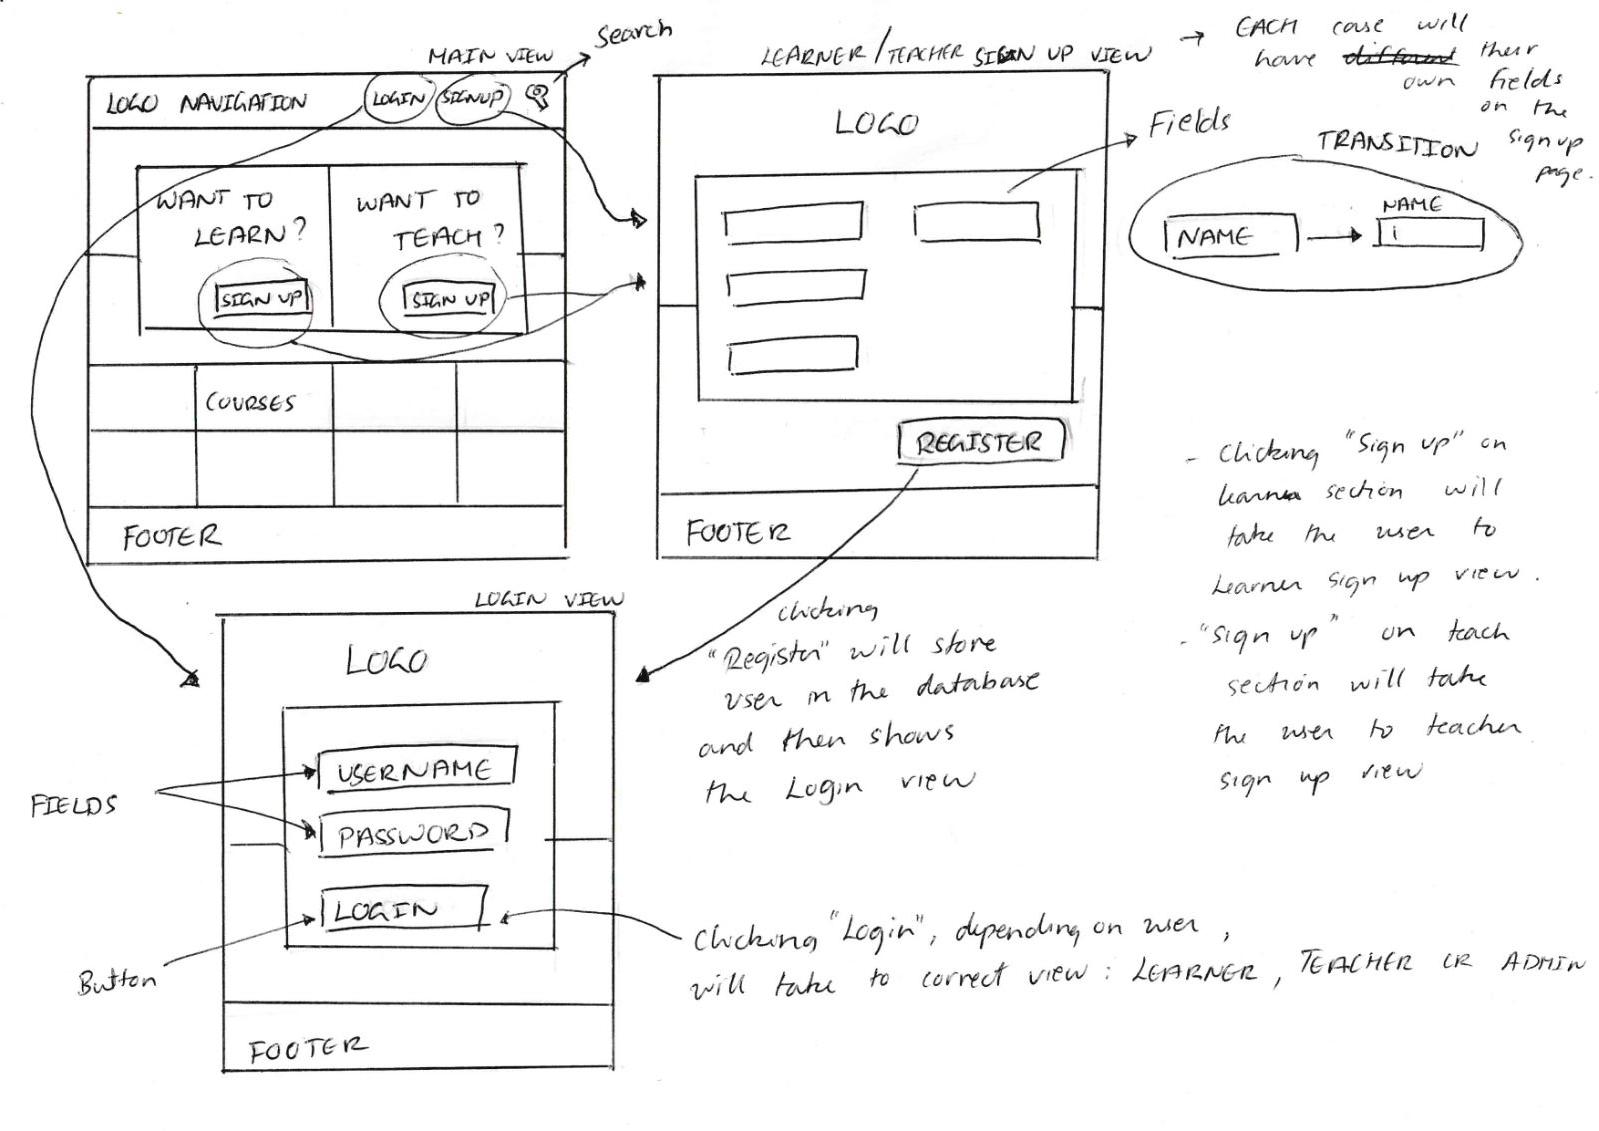 MAIN VIEW
Search
LOGO NAVIGATION LOGIN SIGNUP
WANT TO
LEARN?
SIGN UP
WANT TO
TEACH?
SIGN UP
COURSES
FOOTER
LEARNER/TEACHER SIGN UP VIEW
LOGO
Fields
REGISTER
FOOTER
EACH case will
have different their
own fields
on the
sign up
page.
TRANSITION
NAME
NAME
- Clicking "Sign up" on
learner section will
take the user to
Learner sign up view.
- "Sign up" on teach
section will take
the user to teacher
sign up view
clicking
"Register" will store
user in the database
and then shows
the Login view
LOGIN VIEW
LOGO
USERNAME
PASSWORD
LOGIN
FOOTER
FIELDS
Button
Clicking "Login", depending on user,
will take to correct view: LEARNER, TEACHER OR ADMIN